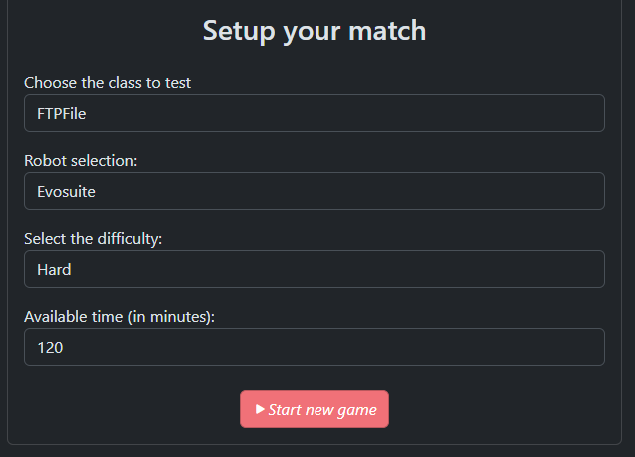 Setup your match
Choose the class to test
FTPFile
Robot selection:
Evosuite
Select the difficulty:
Hard
Available time (in minutes):
120
Start new game